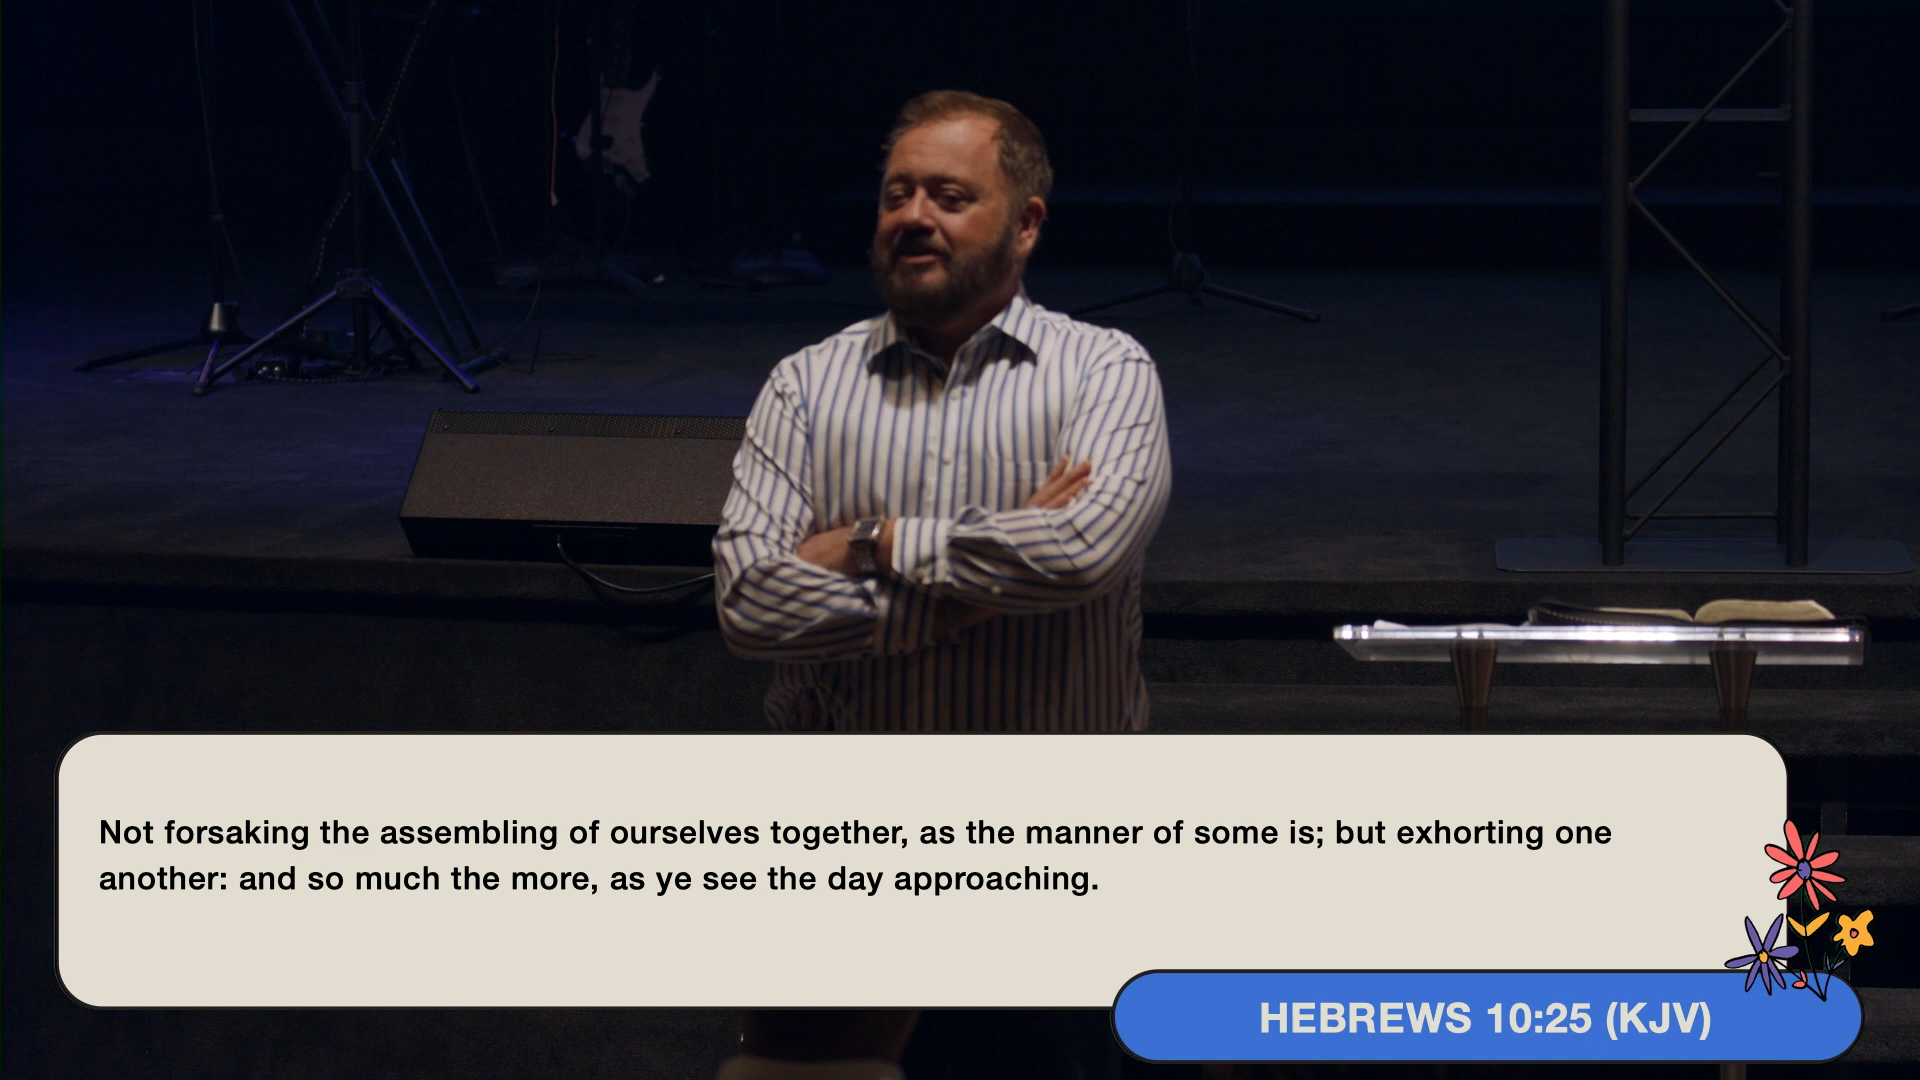 Not forsaking the assembling of ourselves together, as the manner of some is; but exhorting one
another: and so much the more, as ye see the day approaching.
HEBREWS 10:25 (KJV)